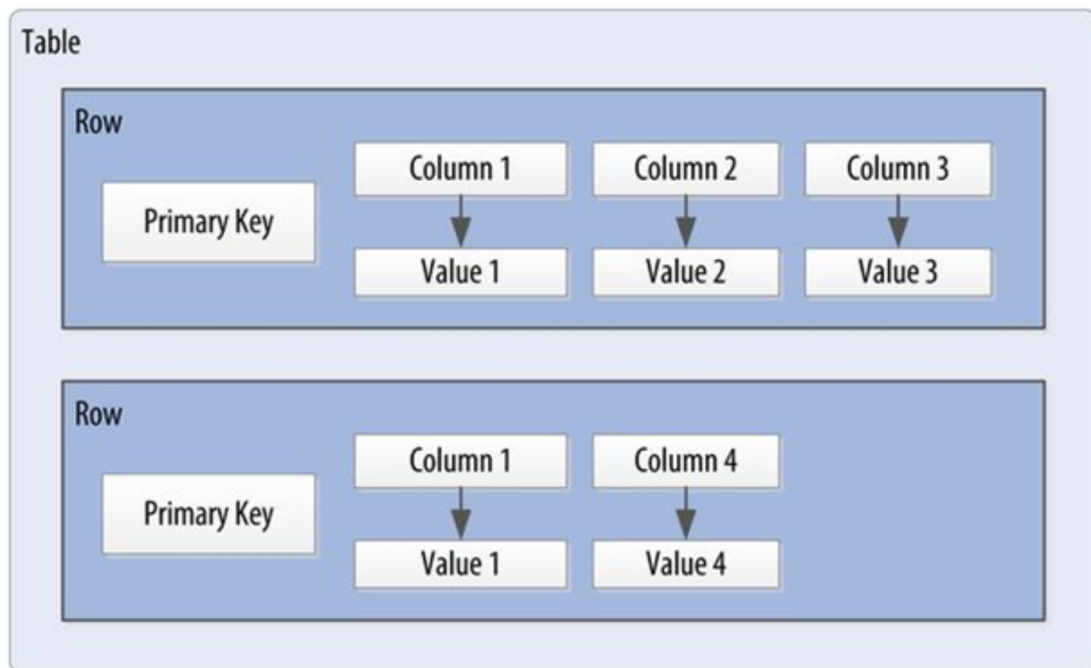 Table
Row
Primary Key
Column 1
Column 2
Column 3
Value 1
Value 2
Value 3
Row
Primary Key
Column 1
Column 4
Value 1
Value 4